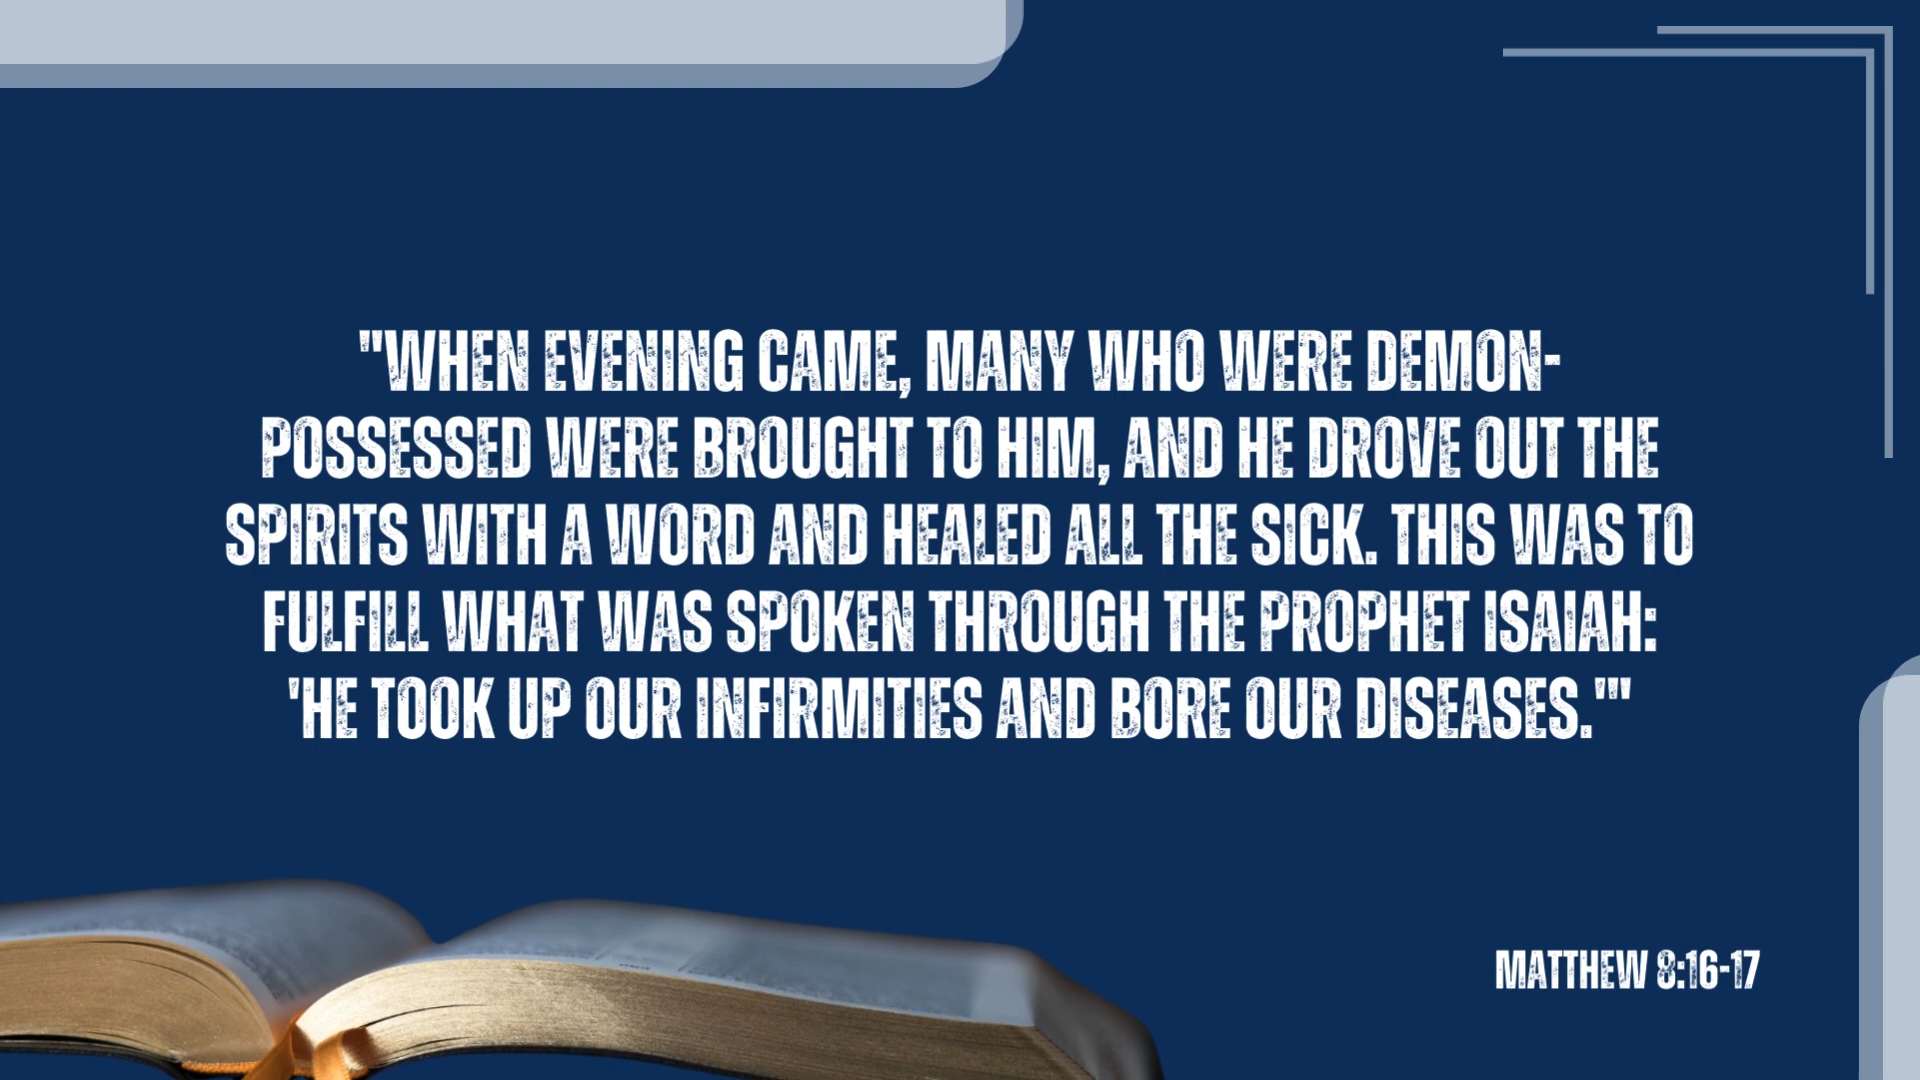 "WHEN EVENING CAME, MANY WHO WERE DEMON-
POSSESSED WERE BROUGHT TO HIM, AND HE DROVE OUT THE
SPIRITS WITH A WORD AND HEALED ALL THE SICK. THIS WAS TO
FULFILL WHAT WAS SPOKEN THROUGH THE PROPHET ISAIAH:
'HE TOOK UP OUR INFIRMITIES AND BORE OUR DISEASES.'"
MATTHEW 8:16-17